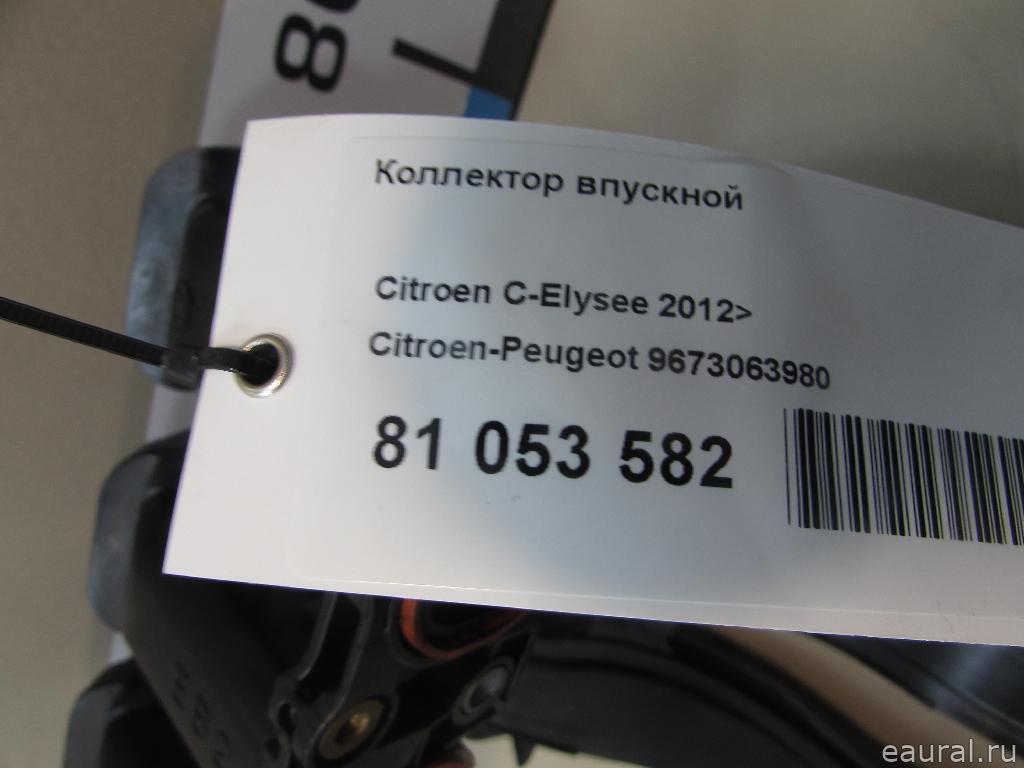 Коллектор впускной
Citroen C-Elysee 2012>
Citroen-Peugeot 9673063980
81 053 582
eaural.ru